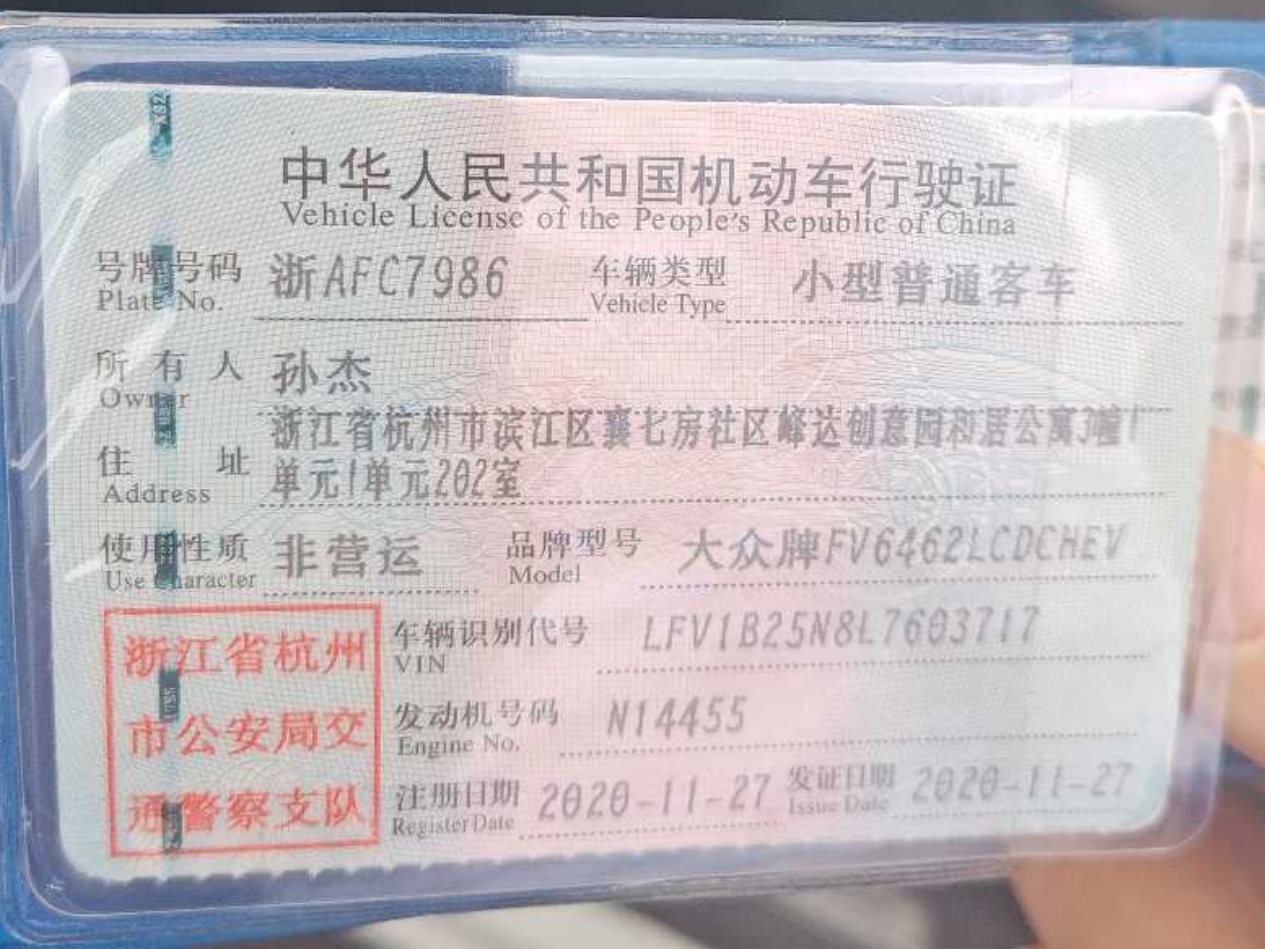 中华人民共和国机动车行驶证
Vehicle License of the People's Republic of China
号牌号码 浙AFC7986 车辆类型 小型普通客车
Plate No. Vehicle Type
所有人 孙杰
Owner
浙江省杭州市滨江区襄七房社区峰达创意园和居公寓3幢1
住址 单元1单元202室
Address
使用性质 非营运 品牌型号 大众牌FV6462LCDCHEV
Use Character Model
浙江省杭州 车辆识别代号 LFV1B25N8L7603717
VIN
市公安局交 发动机号码 N14455
Engine No.
通警察支队 注册日期 2020-11-27 发证日期 2020-11-27
Register Date Issue Date